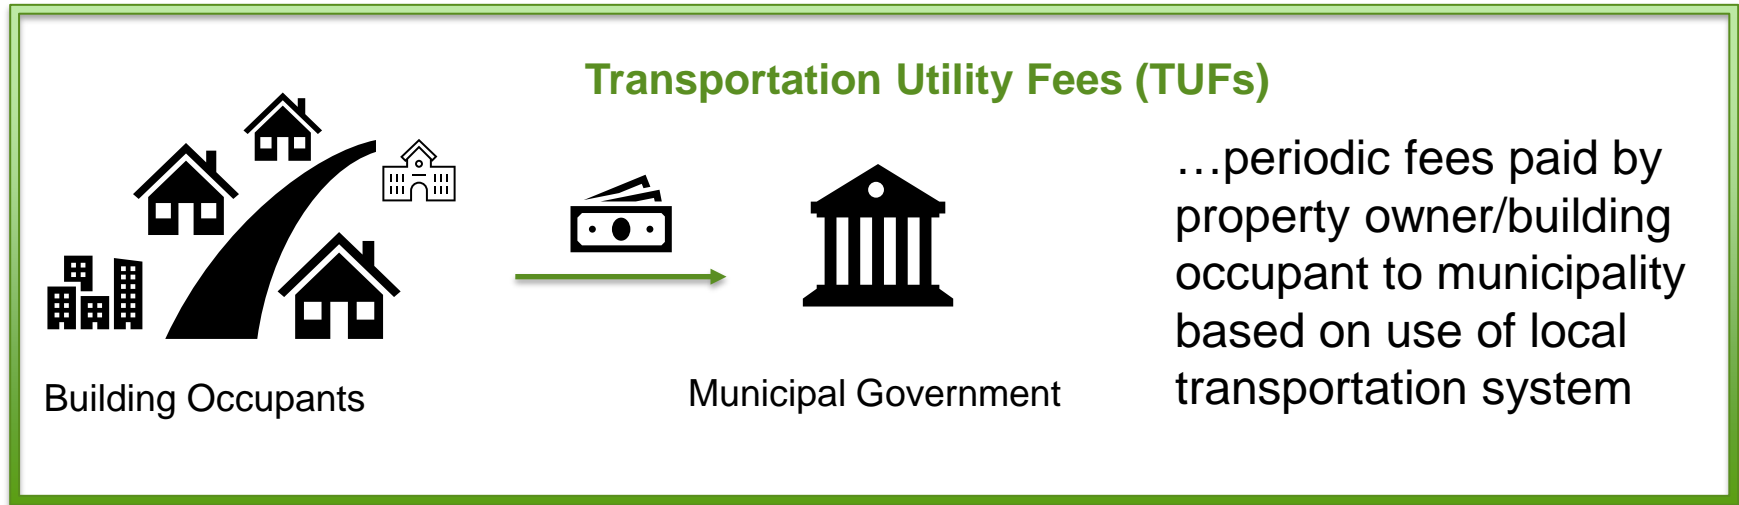 Transportation Utility Fees (TUFs)
…periodic fees paid by
property owner/building
occupant to municipality
based on use of local
transportation system
Building Occupants
Municipal Government